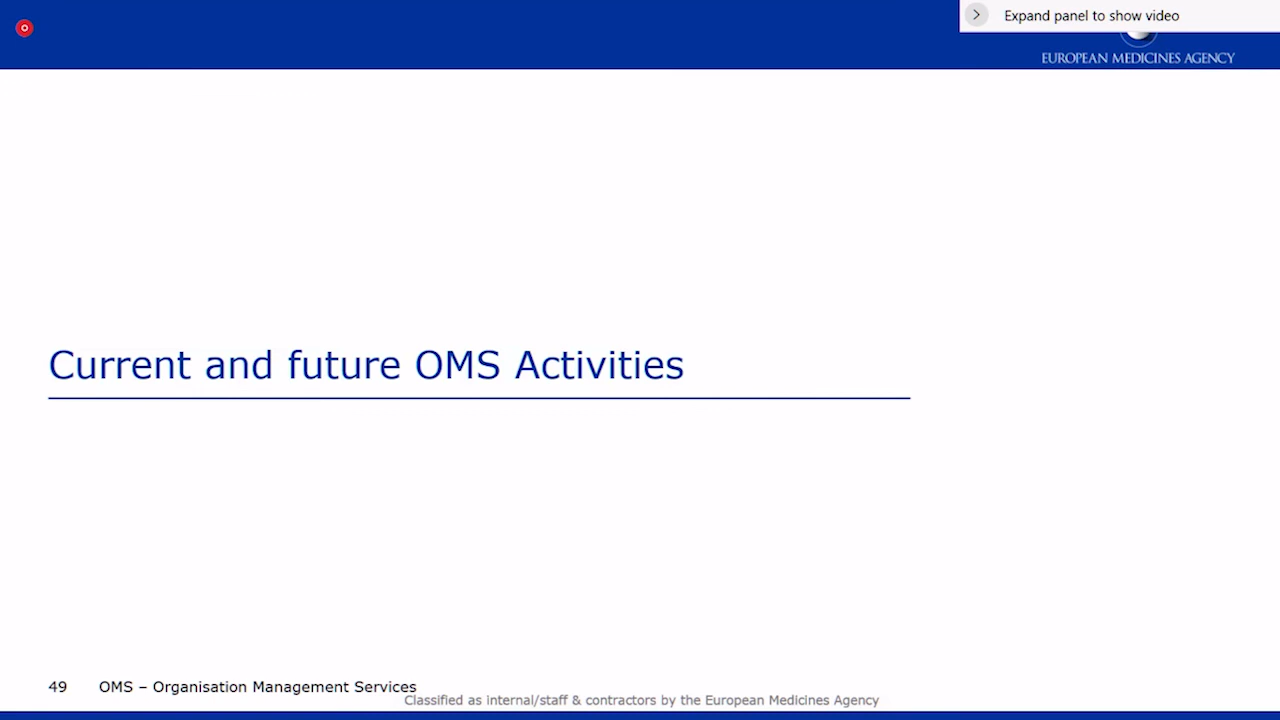 Expand panel to show video
EUROPEAN MEDICINES AGENCY
Current and future OMS Activities
49 OMS – Organisation Management Services
Classified as internal/staff & contractors by the European Medicines Agency